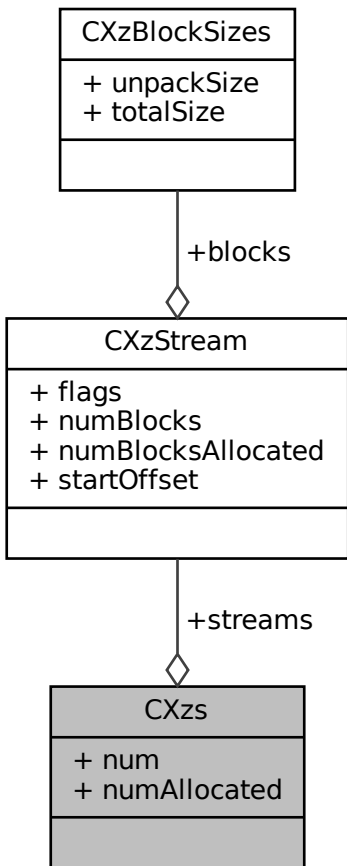 CXzBlockSizes
+ unpackSize
+ totalSize
+blocks
CXzStream
+ flags
+ numBlocks
+ numBlocksAllocated
+ startOffset
+streams
CXzs
+ num
+ numAllocated